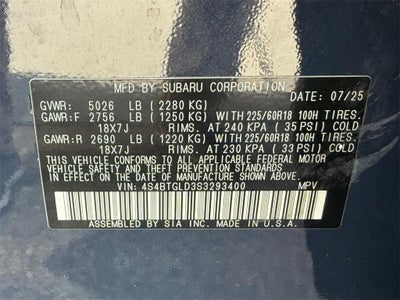 MFD. BY SUBARU CORPORATION
DATE 07/25
GVWR: 5026 LB (2280 KG)
GAWR:F 2756 LB (1250 KG) WITH 225/60R18 100H TIRES
18X7J RIMS. AT 240 KPA (35 PSI) COLD
GAWR:R 2690 LB (1220 KG) WITH 225/60R18 100H TIRES
18X7J RIMS. AT 230 KPA (33 PSI) COLD
THIS VEHICLE CONFORMS TO ALL APPLICABLE FEDERAL MOTOR
VEHICLE SAFETY AND THEFT PREVENTION STANDARDS
IN EFFECT ON THE DATE OF MANUFACTURE SHOWN ABOVE.
VIN: 4S4BTGLD3S3293400 MPV
ASSEMBLED BY SIA INC. MADE IN U.S.A.